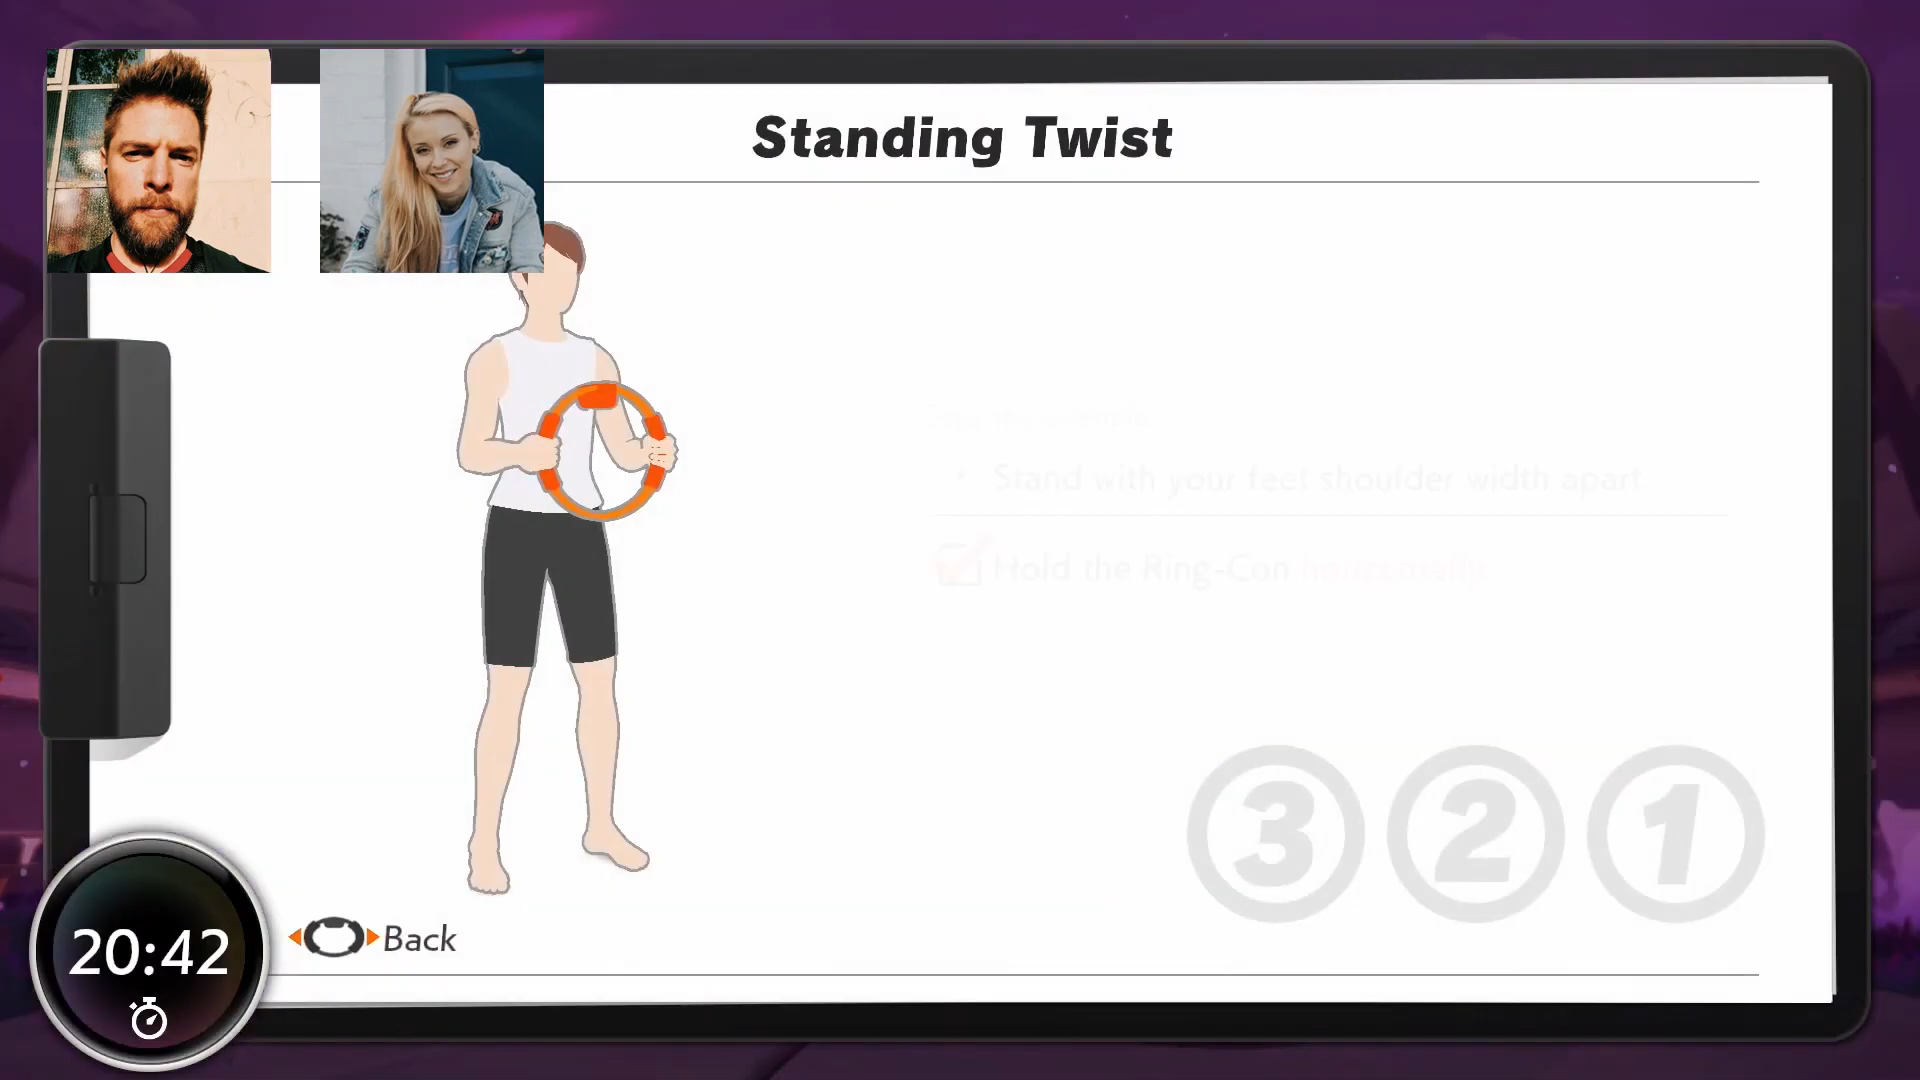 Standing Twist
• Stand with your feet shoulder width apart
Hold the Ring-Con horizontally
3 2 1
Back
20:42